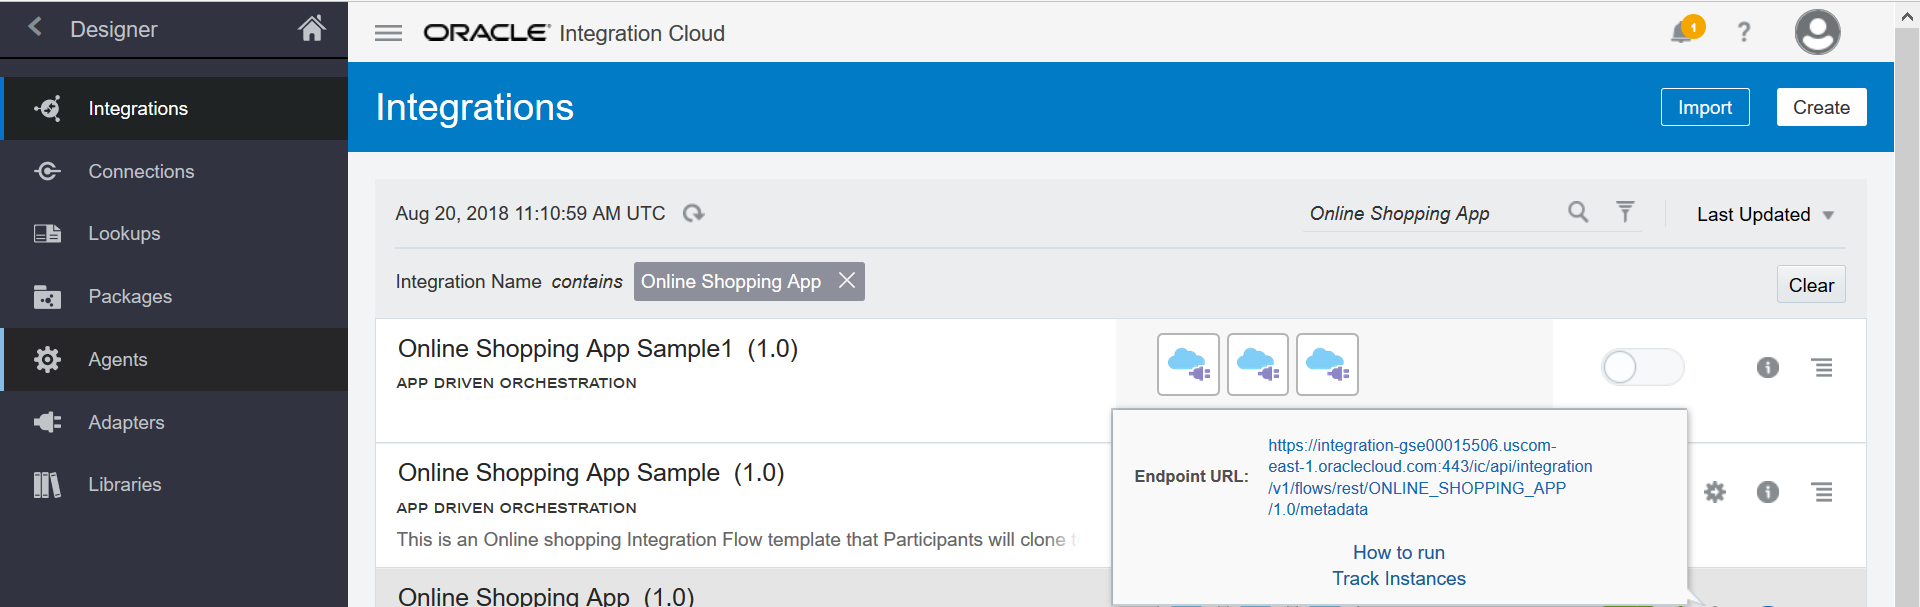 Designer
ORACLE® Integration Cloud
1
?
Integrations
Connections
Lookups
Packages
Agents
Adapters
Libraries
Integrations
Import
Create
Aug 20, 2018 11:10:59 AM UTC
Online Shopping App
Last Updated
Integration Name contains Online Shopping App
Clear
Online Shopping App Sample1 (1.0)
APP DRIVEN ORCHESTRATION
Online Shopping App Sample (1.0)
APP DRIVEN ORCHESTRATION
This is an Online shopping Integration Flow template that Participants will clone t
Online Shopping App (1.0)
Endpoint URL:
https://integration-gse00015506.uscom-
east-1.oraclecloud.com:443/ic/api/integration
/v1/flows/rest/ONLINE_SHOPPING_APP
/1.0/metadata
How to run
Track Instances